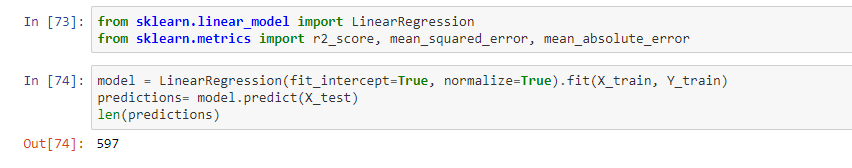 In [73]: from sklearn.linear_model import LinearRegression
from sklearn.metrics import r2_score, mean_squared_error, mean_absolute_error
In [74]: model = LinearRegression(fit_intercept=True, normalize=True).fit(X_train, Y_train)
predictions= model.predict(X_test)
len(predictions)
Out[74]: 597